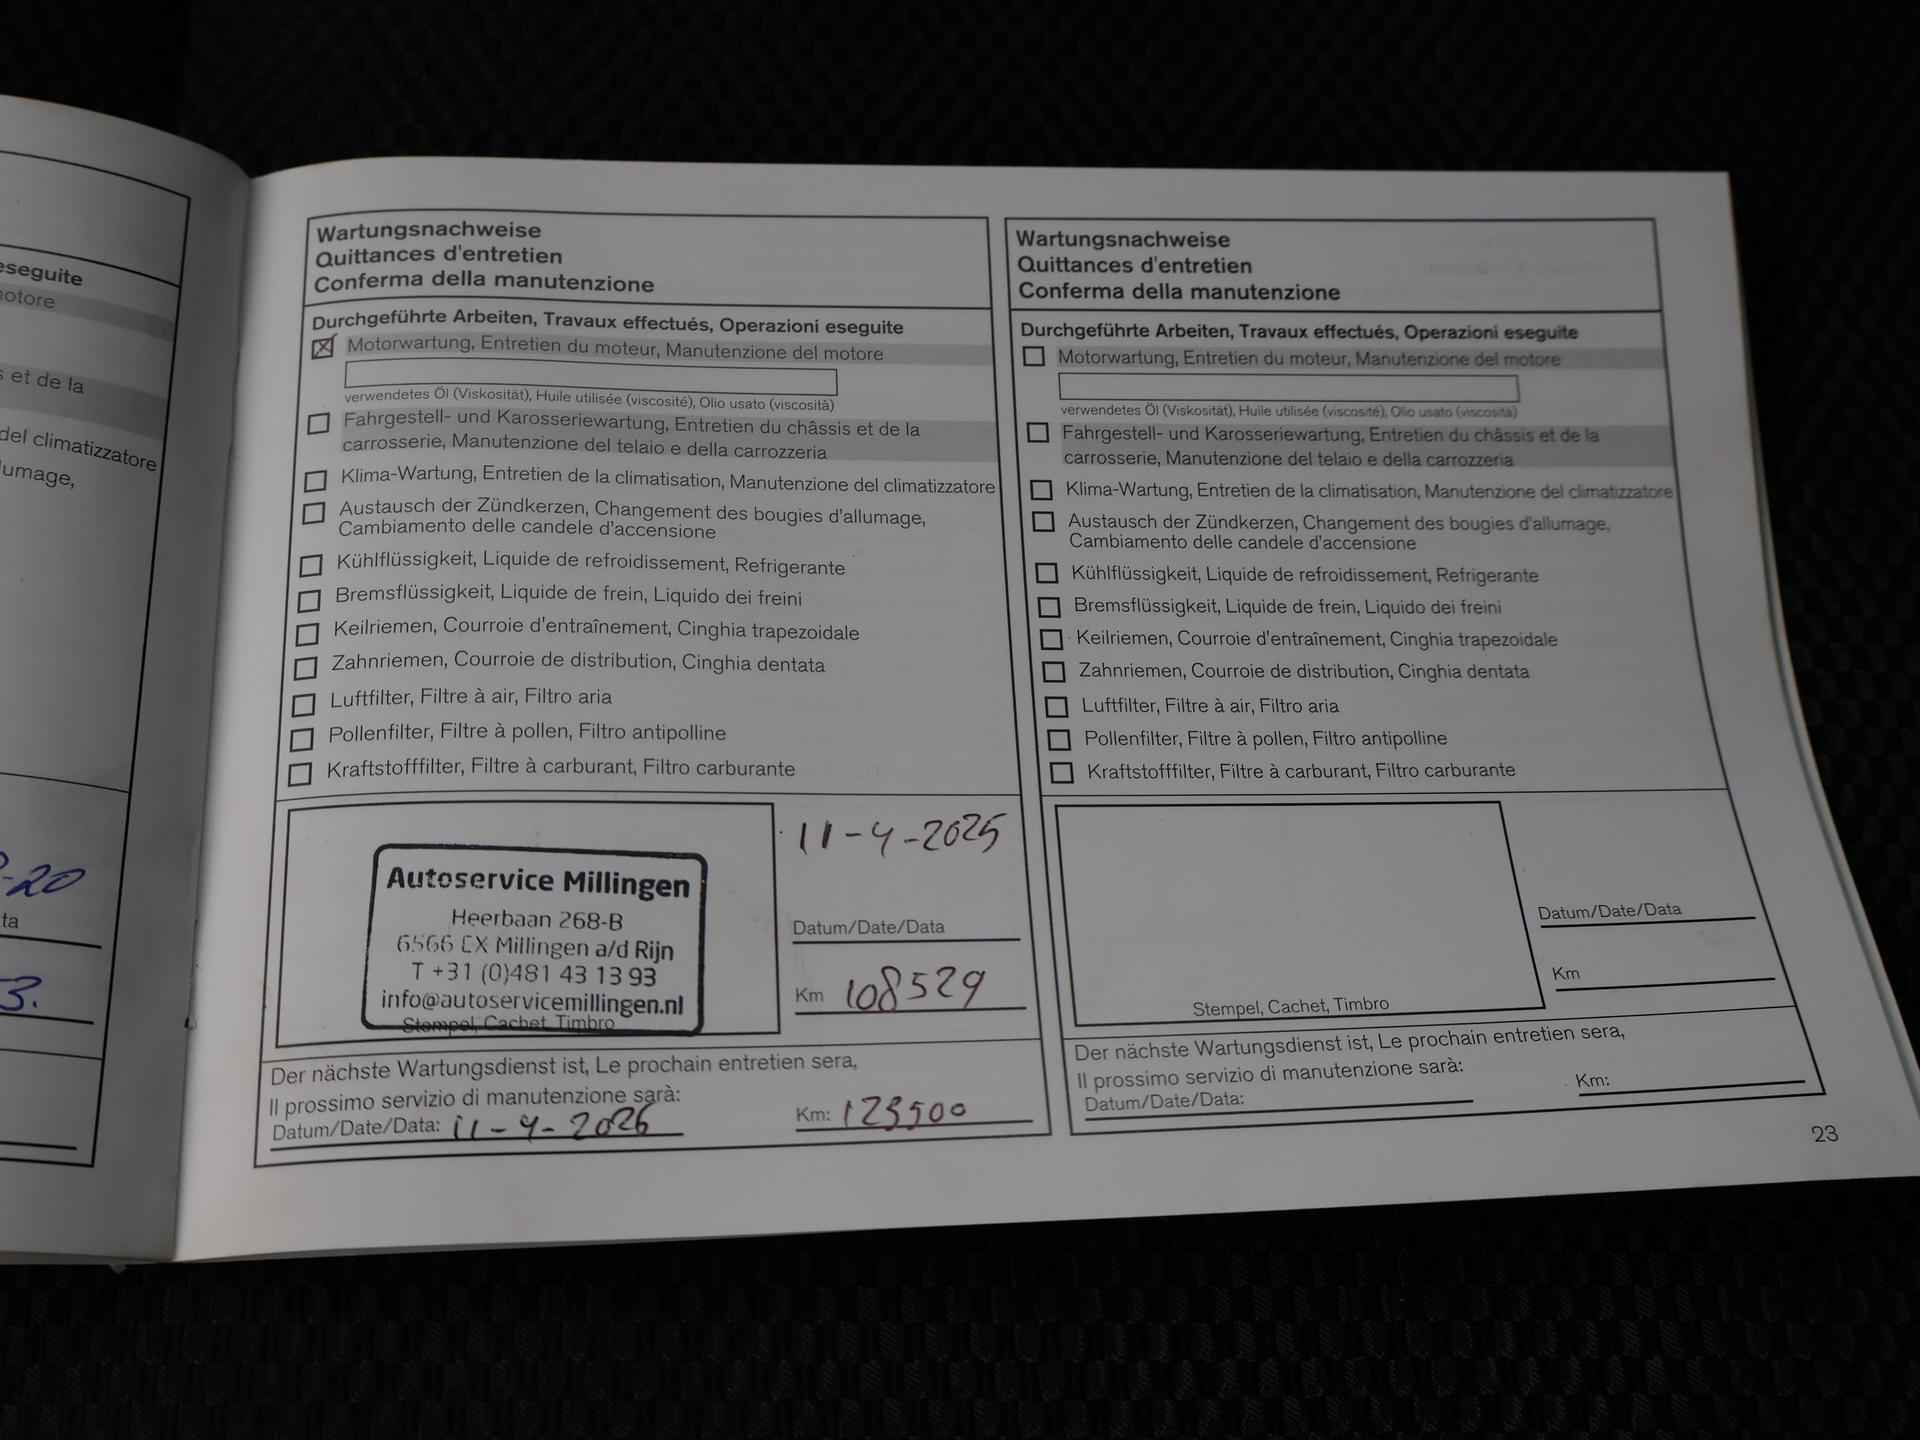 eseguite
otore
s et de la
del climatizzatore
lumage,
-20
ta
3.
Wartungsnachweise
Quittances d'entretien
Conferma della manutenzione
Durchgeführte Arbeiten, Travaux effectués, Operazioni eseguite
Motorwartung, Entretien du moteur, Manutenzione del motore
verwendetes Öl (Viskosität), Huile utilisée (viscosité), Olio usato (viscosità)
Fahrgestell- und Karosseriewartung, Entretien du châssis et de la
carrosserie, Manutenzione del telaio e della carrozzeria
Klima-Wartung, Entretien de la climatisation, Manutenzione del climatizzatore
Austausch der Zündkerzen, Changement des bougies d'allumage,
Cambiamento delle candele d'accensione
Kühlflüssigkeit, Liquide de refroidissement, Refrigerante
Bremsflüssigkeit, Liquide de frein, Liquido dei freini
Keilriemen, Courroie d'entraînement, Cinghia trapezoidale
Zahnriemen, Courroie de distribution, Cinghia dentata
Luftfilter, Filtre à air, Filtro aria
Pollenfilter, Filtre à pollen, Filtro antipolline
Kraftstofffilter, Filtre à carburant, Filtro carburante
Autoservice Millingen
Heerbaan 268-B
6566 CX Millingen a/d Rijn
T +31 (0)481 43 13 93
info@autoservicemillingen.nl
Stempel, Cachet, Timbro
11-4-2025
Datum/Date/Data
Km 108529
Der nächste Wartungsdienst ist, Le prochain entretien sera,
Il prossimo servizio di manutenzione sarà:
Datum/Date/Data: 11-4-2026
Km: 123500
Wartungsnachweise
Quittances d'entretien
Conferma della manutenzione
Durchgeführte Arbeiten, Travaux effectués, Operazioni eseguite
Motorwartung, Entretien du moteur, Manutenzione del motore
verwendetes Öl (Viskosität), Huile utilisée (viscosité), Olio usato (viscosità)
Fahrgestell- und Karosseriewartung, Entretien du châssis et de la
carrosserie, Manutenzione del telaio e della carrozzeria
Klima-Wartung, Entretien de la climatisation, Manutenzione del climatizzatore
Austausch der Zündkerzen, Changement des bougies d'allumage,
Cambiamento delle candele d'accensione
Kühlflüssigkeit, Liquide de refroidissement, Refrigerante
Bremsflüssigkeit, Liquide de frein, Liquido dei freini
Keilriemen, Courroie d'entraînement, Cinghia trapezoidale
Zahnriemen, Courroie de distribution, Cinghia dentata
Luftfilter, Filtre à air, Filtro aria
Pollenfilter, Filtre à pollen, Filtro antipolline
Kraftstofffilter, Filtre à carburant, Filtro carburante
Stempel, Cachet, Timbro
Datum/Date/Data
Km
Der nächste Wartungsdienst ist, Le prochain entretien sera,
Il prossimo servizio di manutenzione sarà:
Datum/Date/Data:
Km:
23